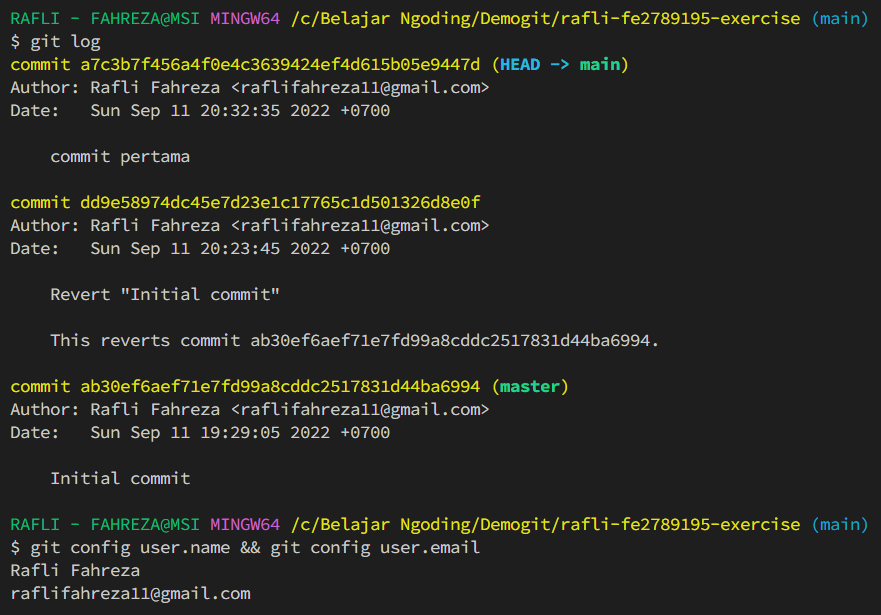 RAFLI - FAHREZA@MSI MINGW64 /c/Belajar Ngoding/Demogit/rafli-fe2789195-exercise (main)
$ git log
commit a7c3b7f456a4f0e4c3639424ef4d615b05e9447d (HEAD -> main)
Author: Rafli Fahreza <raflifahreza11@gmail.com>
Date:   Sun Sep 11 20:32:35 2022 +0700
    commit pertama
commit dd9e58974dc45e7d23e1c17765c1d501326d8e0f
Author: Rafli Fahreza <raflifahreza11@gmail.com>
Date:   Sun Sep 11 20:23:45 2022 +0700
    Revert "Initial commit"
    This reverts commit ab30ef6aef71e7fd99a8cddc2517831d44ba6994.
commit ab30ef6aef71e7fd99a8cddc2517831d44ba6994 (master)
Author: Rafli Fahreza <raflifahreza11@gmail.com>
Date:   Sun Sep 11 19:29:05 2022 +0700
    Initial commit
RAFLI - FAHREZA@MSI MINGW64 /c/Belajar Ngoding/Demogit/rafli-fe2789195-exercise (main)
$ git config user.name && git config user.email
Rafli Fahreza
raflifahreza11@gmail.com